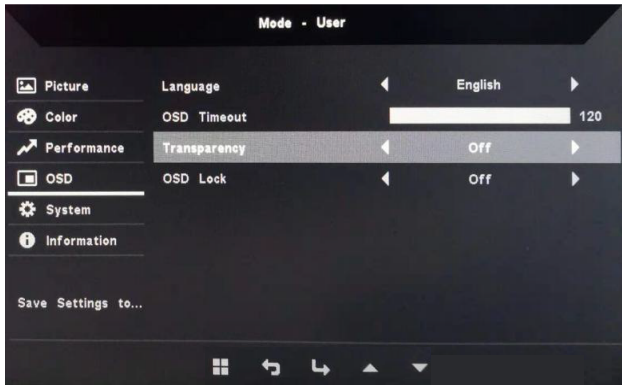 Mode - User
Picture
Language English
Color
OSD Timeout 120
Performance
Transparency Off
OSD
OSD Lock Off
System
Information
Save Settings to...